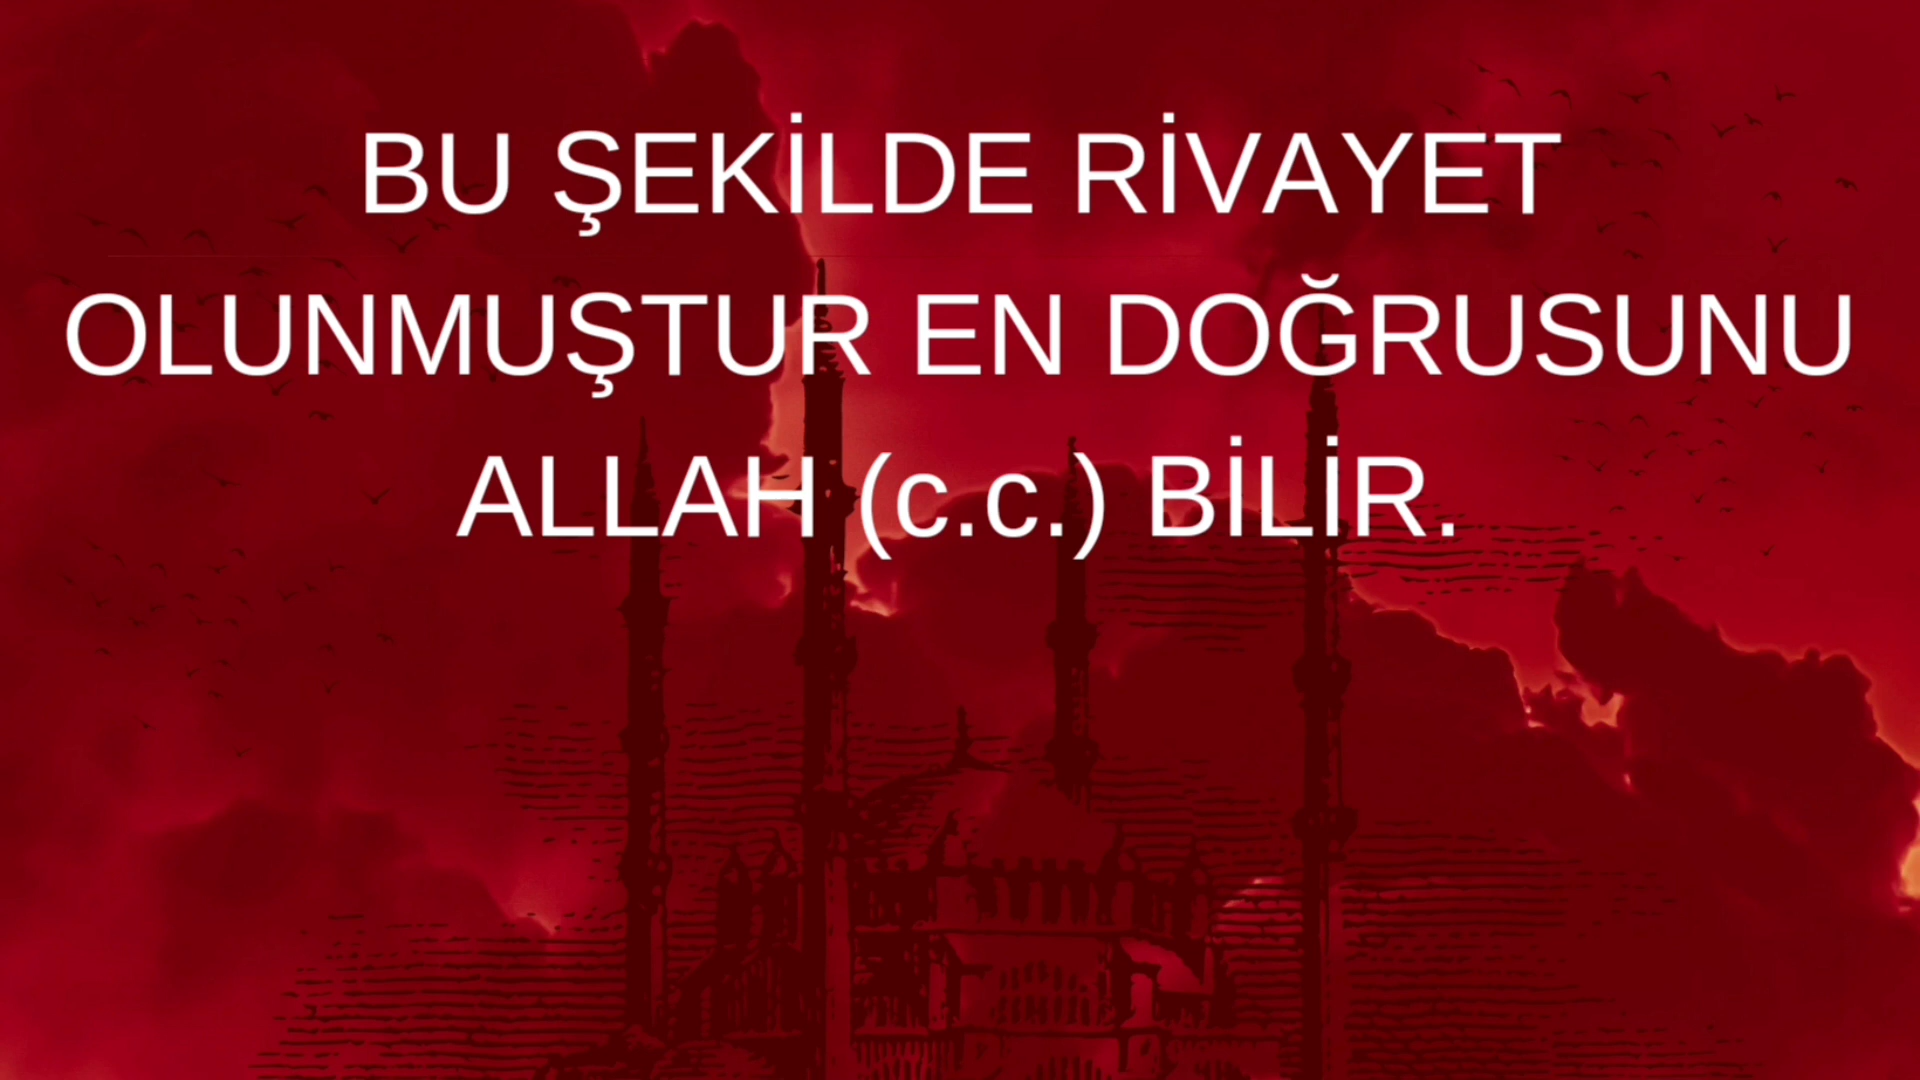 BU ŞEKİLDE RİVAYET
OLUNMUŞTUR EN DOĞRUSUNU
ALLAH (c.c.) BİLİR.